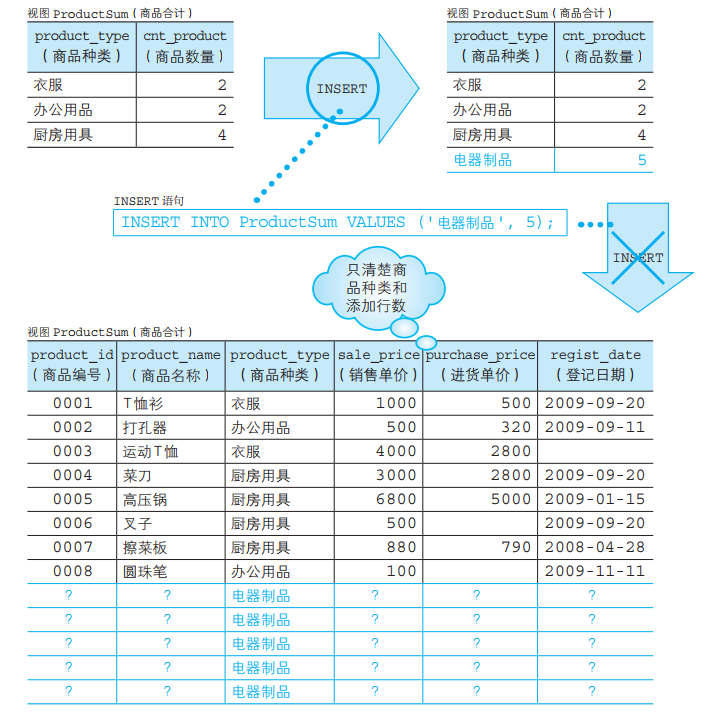 视图 ProductSum（商品合计）
product_type cnt_product
（商品种类） （商品数量）
衣服 2
办公用品 2
厨房用具 4
INSERT
视图 ProductSum（商品合计）
product_type cnt_product
（商品种类） （商品数量）
衣服 2
办公用品 2
厨房用具 4
电器制品 5
INSERT 语句
INSERT INTO ProductSum VALUES ('电器制品', 5);
INSERT
只清楚商
品种类和
添加行数
视图 ProductSum（商品合计）
product_id product_name product_type sale_price purchase_price regist_date
（商品编号） （商品名称） （商品种类） （销售单价） （进货单价） （登记日期）
0001 T恤衫 衣服 1000 500 2009-09-20
0002 打孔器 办公用品 500 320 2009-09-11
0003 运动T恤 衣服 4000 2800
0004 菜刀 厨房用具 3000 2800 2009-09-20
0005 高压锅 厨房用具 6800 5000 2009-01-15
0006 叉子 厨房用具 500 2009-09-20
0007 擦菜板 厨房用具 880 790 2008-04-28
0008 圆珠笔 办公用品 100 2009-11-11
? ? 电器制品 ? ? ?
? ? 电器制品 ? ? ?
? ? 电器制品 ? ? ?
? ? 电器制品 ? ? ?
? ? 电器制品 ? ? ?